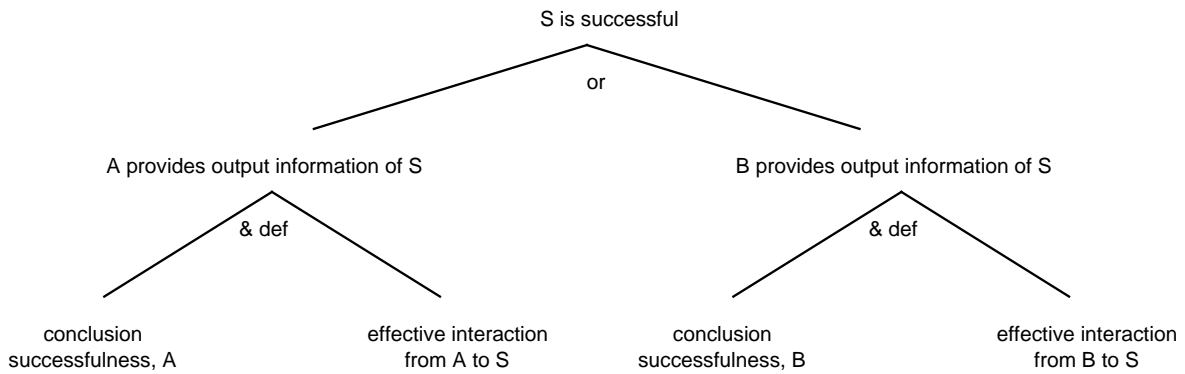 S is successful
or
A provides output information of S
B provides output information of S
& def
& def
conclusion
successfulness, A
effective interaction
from A to S
conclusion
successfulness, B
effective interaction
from B to S